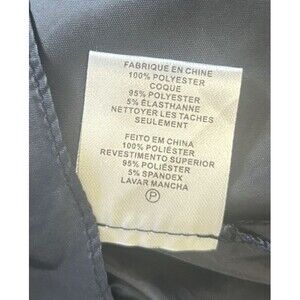 FABRIQUE EN CHINE
100% POLYESTER
COQUE
95% POLYESTER
5% ÉLASTHANNE
NETTOYER LES TACHES
SEULEMENT
FEITO EM CHINA
100% POLIÉSTER
REVESTIMENTO SUPERIOR
95% POLIÉSTER
5% SPANDEX
LAVAR MANCHA
P